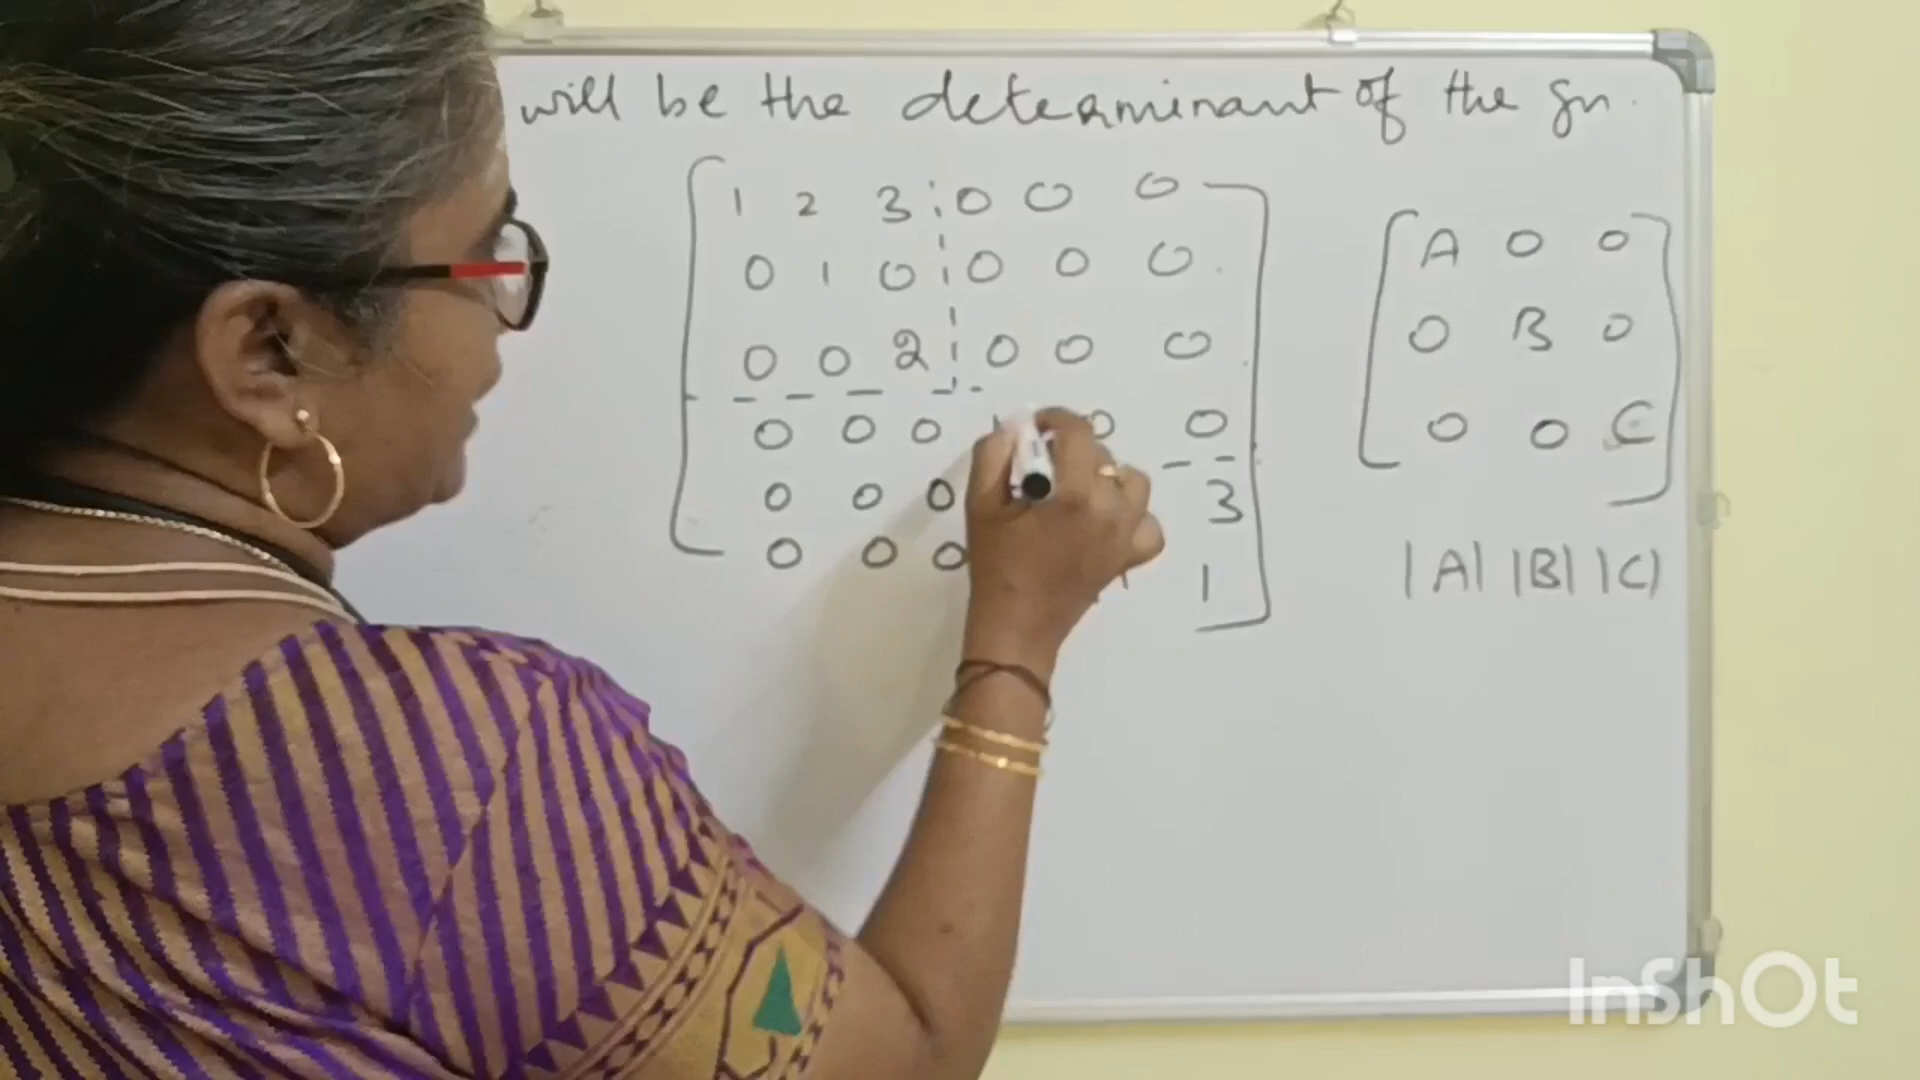 will be the determinant of the gn.
1 2 3 0 0 0
0 1 0 0 0 0
0 0 2 0 0 0
0 0 0 0 0
0 0 0 3
0 0 0 1
A 0 0
0 B 0
0 0 C
|A| |B| |C|
InShOt